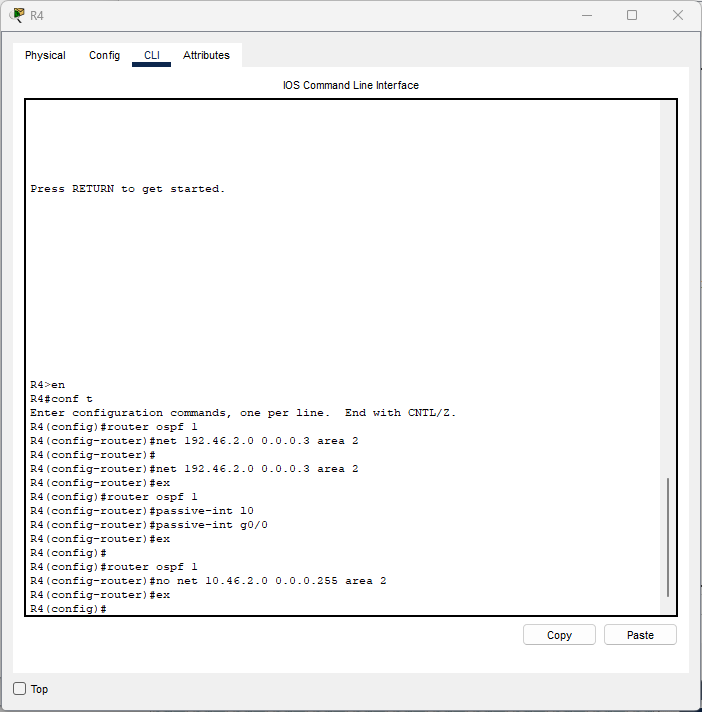 R4
Physical Config CLI Attributes
IOS Command Line Interface
Press RETURN to get started.
R4>en
R4#conf t
Enter configuration commands, one per line.  End with CNTL/Z.
R4(config)#router ospf 1
R4(config-router)#net 192.46.2.0 0.0.0.3 area 2
R4(config-router)#
R4(config-router)#net 192.46.2.0 0.0.0.3 area 2
R4(config-router)#ex
R4(config)#router ospf 1
R4(config-router)#passive-int l0
R4(config-router)#passive-int g0/0
R4(config-router)#ex
R4(config)#
R4(config)#router ospf 1
R4(config-router)#no net 10.46.2.0 0.0.0.255 area 2
R4(config-router)#ex
R4(config)#
Copy Paste
Top